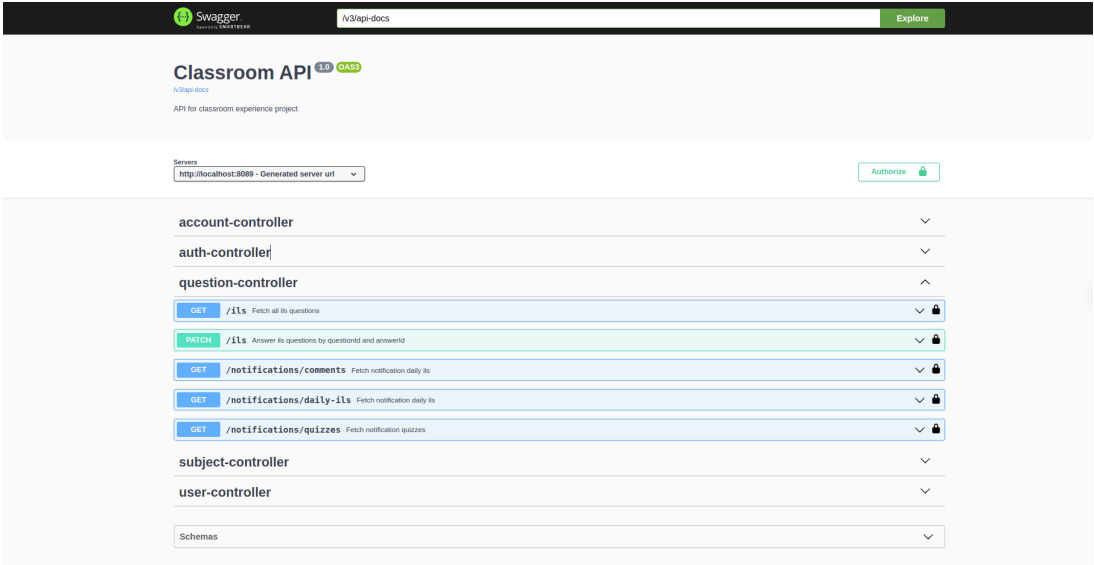 Swagger.
Supported by SMARTBEAR
/v3/api-docs
Explore
Classroom API 1.0 OAS3
/v3/api-docs
API for classroom experience project
Servers
http://localhost:8089 - Generated server url
Authorize
account-controller
auth-controller
question-controller
GET /ils Fetch all ils questions
PATCH /ils Answer ils questions by questionId and answerId
GET /notifications/comments Fetch notification daily ils
GET /notifications/daily-ils Fetch notification daily ils
GET /notifications/quizzes Fetch notification quizzes
subject-controller
user-controller
Schemas